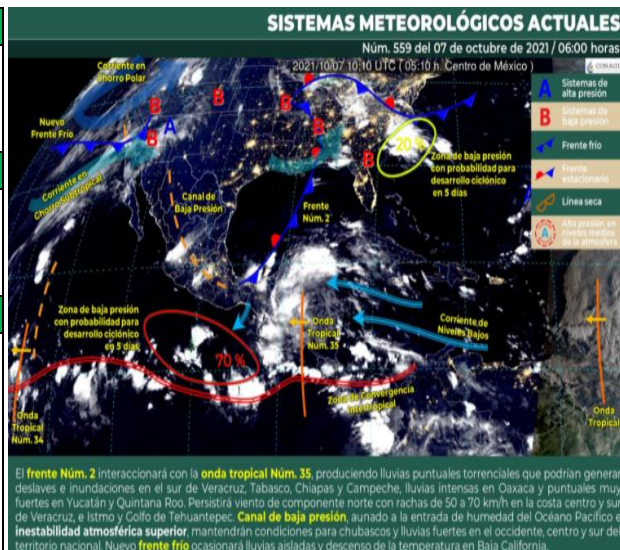 SISTEMAS METEOROLÓGICOS ACTUALES
Núm. 559 del 07 de octubre de 2021 / 06:00 horas
2021/10/07 10:10 UTC ( 05:10 h. Centro de México )
CONAGUA
Corriente en
Chorro Polar
Nuevo
Frente Frío
B
B
A
B
B
B
B
Corriente en
Chorro Subtropical
Canal de
Baja Presión
Frente
Núm. 2
20 %
Zona de baja presión
con probabilidad para
desarrollo ciclónico
en 5 días
A
Sistemas de
alta presión
B
Sistemas de
baja presión
Frente frío
Frente
estacionario
Línea seca
A
Alta presión en
niveles medios
de la atmósfera
Zona de baja presión
con probabilidad para
desarrollo ciclónico
en 5 días
70 %
Onda
Tropical
Núm. 35
Corriente de
Niveles Bajos
Zona de Convergencia
Intertropical
Onda
Tropical
Núm. 34
Onda
Tropical
El frente Núm. 2 interaccionará con la onda tropical Núm. 35, produciendo lluvias puntuales torrenciales que podrían generar
deslaves e inundaciones en el sur de Veracruz, Tabasco, Chiapas y Campeche, lluvias intensas en Oaxaca y puntuales muy
fuertes en Yucatán y Quintana Roo. Persistirá viento de componente norte con rachas de 50 a 70 km/h en la costa centro y sur
de Veracruz, e Istmo y Golfo de Tehuantepec. Canal de baja presión, aunado a la entrada de humedad del Océano Pacífico e
inestabilidad atmosférica superior, mantendrán condiciones para chubascos y lluvias fuertes en el occidente, centro y sur del
territorio nacional. Nuevo frente frío ocasionará lluvias aisladas y descenso de la temperatura en Baja California.